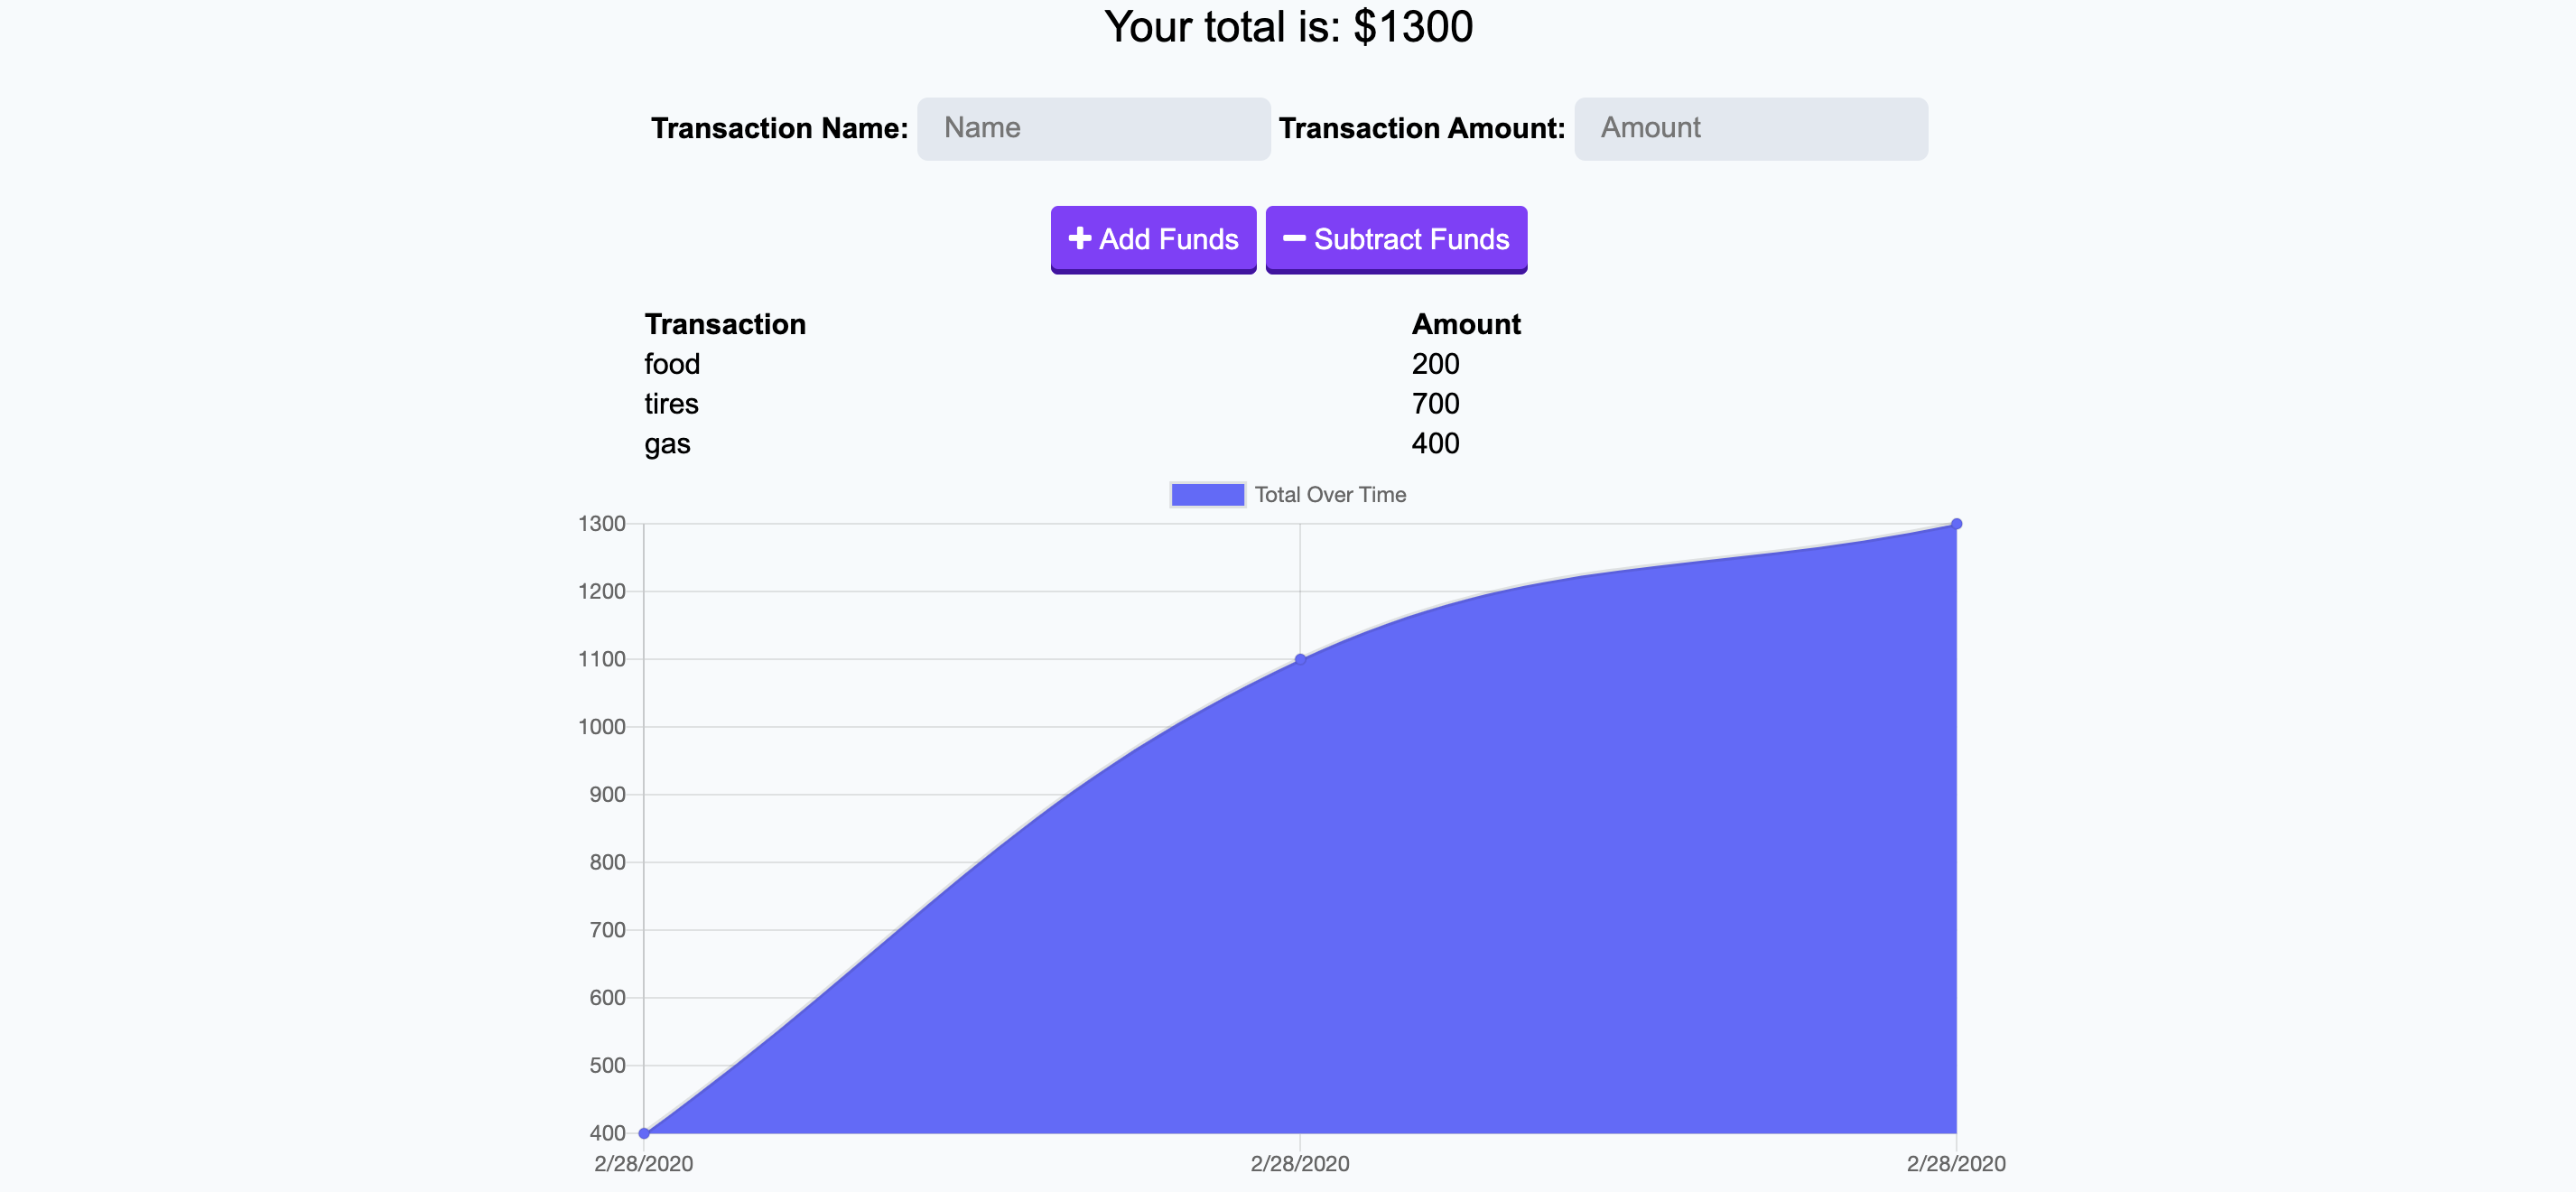 Your total is: $1300
Transaction Name: Name Transaction Amount: Amount
Add Funds Subtract Funds
Transaction Amount
food 200
tires 700
gas 400
Total Over Time
1300
1200
1100
1000
900
800
700
600
500
400
2/28/2020 2/28/2020 2/28/2020